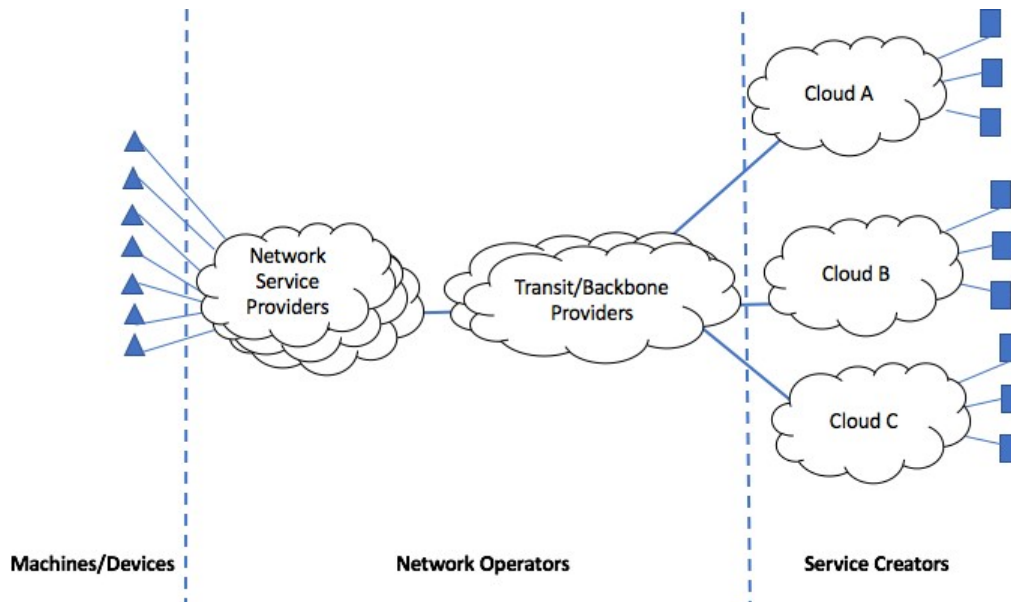 Cloud A
Network
Service
Providers
Transit/Backbone
Providers
Cloud B
Cloud C
Machines/Devices
Network Operators
Service Creators